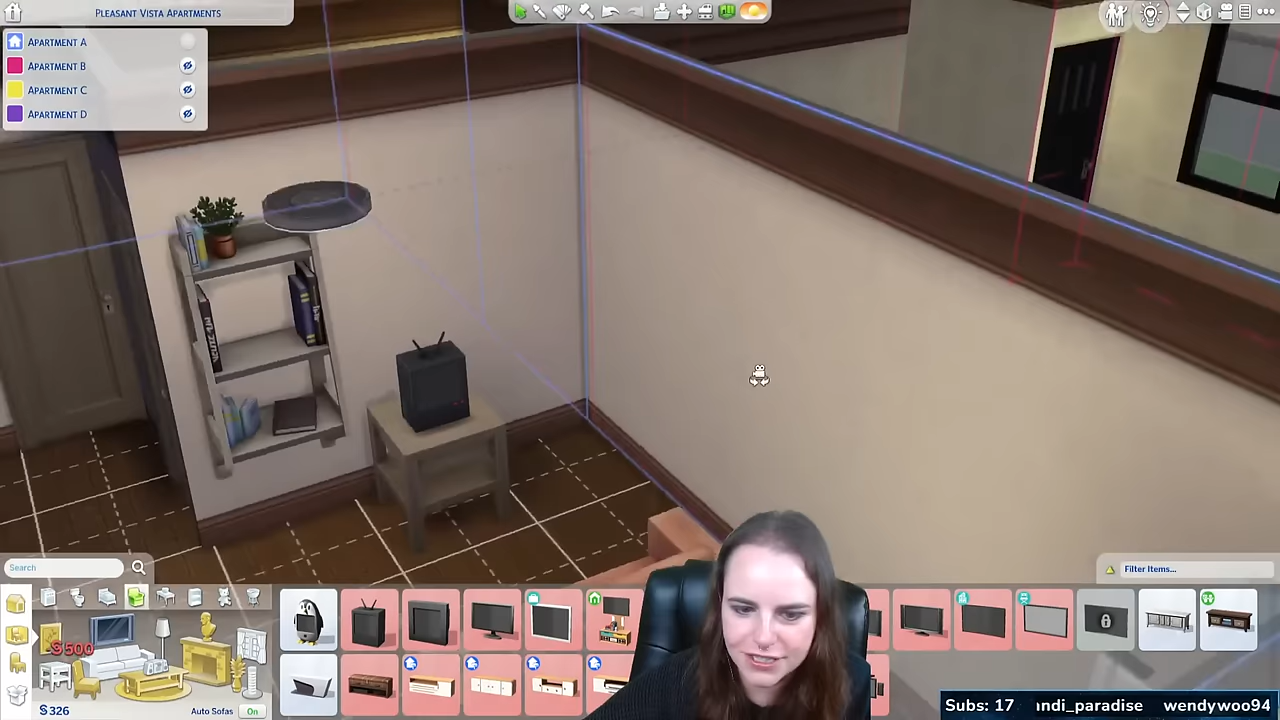 PLEASANT VISTA APARTMENTS
APARTMENT A
APARTMENT B
APARTMENT C
APARTMENT D
Search
Filter Items...
$500
$326
Auto Sofas
On
Subs: 17 ındi_paradise wendywoo94